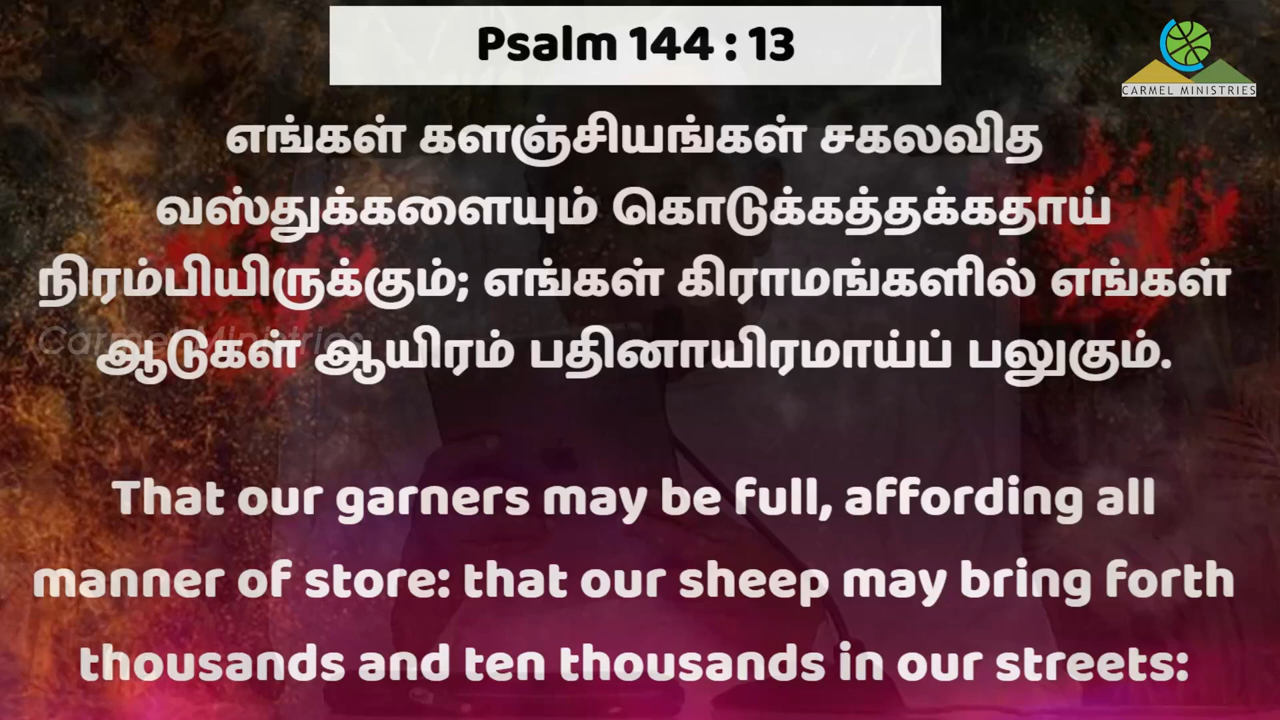 Psalm 144 : 13
CARMEL MINISTRIES
எங்கள் களஞ்சியங்கள் சகலவித
வஸ்துக்களையும் கொடுக்கத்தக்கதாய்
நிரம்பியிருக்கும்; எங்கள் கிராமங்களில் எங்கள்
Carmel Ministries
ஆடுகள் ஆயிரம் பதினாயிரமாய்ப் பலுகும்.
That our garners may be full, affording all
manner of store: that our sheep may bring forth
thousands and ten thousands in our streets: